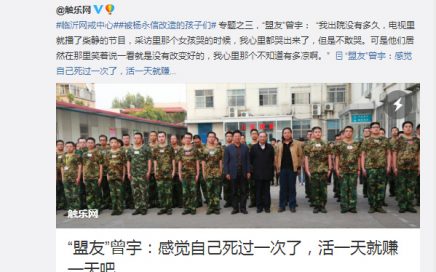 @触乐网
#临沂网戒中心##被杨永信改造的孩子们# 专题之三，“盟友”曾宇： “我出院没有多久，电视里
就播了柴静的节目，采访里那个女孩哭的时候，我心里都哭出来了，但是不敢哭。可是他们居
然在那里笑着说一看就是没有改变好的，我心里那个不知道有多凉啊。” “盟友”曾宇：感觉
自己死过一次了，活一天就赚...
触乐网
“盟友”曾宇：感觉自己死过一次了，活一天就赚
一天吧